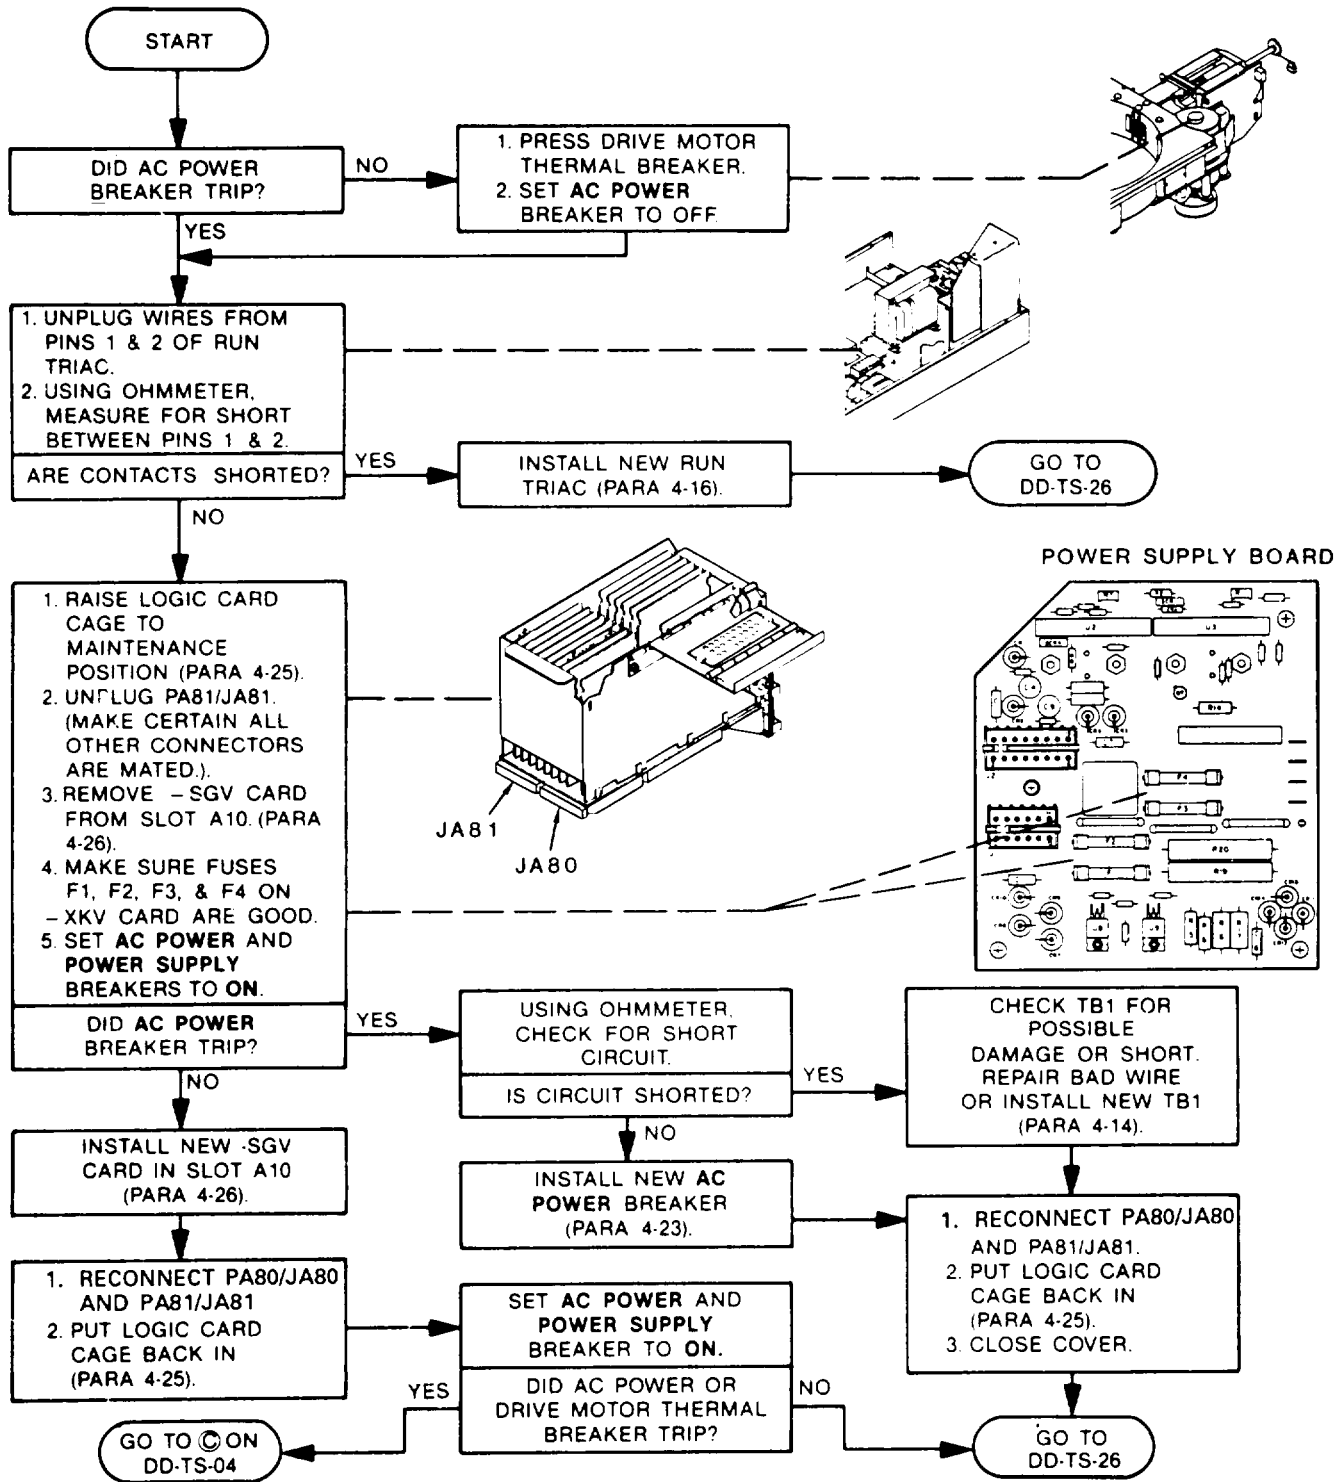 START
DID AC POWER
BREAKER TRIP?
NO
1. PRESS DRIVE MOTOR
THERMAL BREAKER.
2. SET AC POWER
BREAKER TO OFF.
YES
1. UNPLUG WIRES FROM
PINS 1 & 2 OF RUN
TRIAC.
2. USING OHMMETER,
MEASURE FOR SHORT
BETWEEN PINS 1 & 2.
ARE CONTACTS SHORTED?
YES
INSTALL NEW RUN
TRIAC (PARA 4-16).
GO TO
DD-TS-26
NO
1. RAISE LOGIC CARD
CAGE TO
MAINTENANCE
POSITION (PARA 4-25).
2. UNPLUG PA81/JA81.
(MAKE CERTAIN ALL
OTHER CONNECTORS
ARE MATED.).
3. REMOVE -SGV CARD
FROM SLOT A10. (PARA
4-26).
4. MAKE SURE FUSES
F1, F2, F3, & F4 ON
-XKV CARD ARE GOOD.
5. SET AC POWER AND
POWER SUPPLY
BREAKERS TO ON.
DID AC POWER
BREAKER TRIP?
JA81
JA80
POWER SUPPLY BOARD
U2
U3
R10
J2
F4
F3
F2
R20
R19
YES
USING OHMMETER,
CHECK FOR SHORT
CIRCUIT.
IS CIRCUIT SHORTED?
YES
CHECK TB1 FOR
POSSIBLE
DAMAGE OR SHORT.
REPAIR BAD WIRE
OR INSTALL NEW TB1
(PARA 4-14).
NO
INSTALL NEW -SGV
CARD IN SLOT A10
(PARA 4-26).
NO
INSTALL NEW AC
POWER BREAKER
(PARA 4-23).
1. RECONNECT PA80/JA80
AND PA81/JA81.
2. PUT LOGIC CARD
CAGE BACK IN
(PARA 4-25).
3. CLOSE COVER.
1. RECONNECT PA80/JA80
AND PA81/JA81
2. PUT LOGIC CARD
CAGE BACK IN
(PARA 4-25).
SET AC POWER AND
POWER SUPPLY
BREAKER TO ON.
DID AC POWER OR
DRIVE MOTOR THERMAL
BREAKER TRIP?
YES
NO
GO TO Ⓒ ON
DD-TS-04
GO TO
DD-TS-26